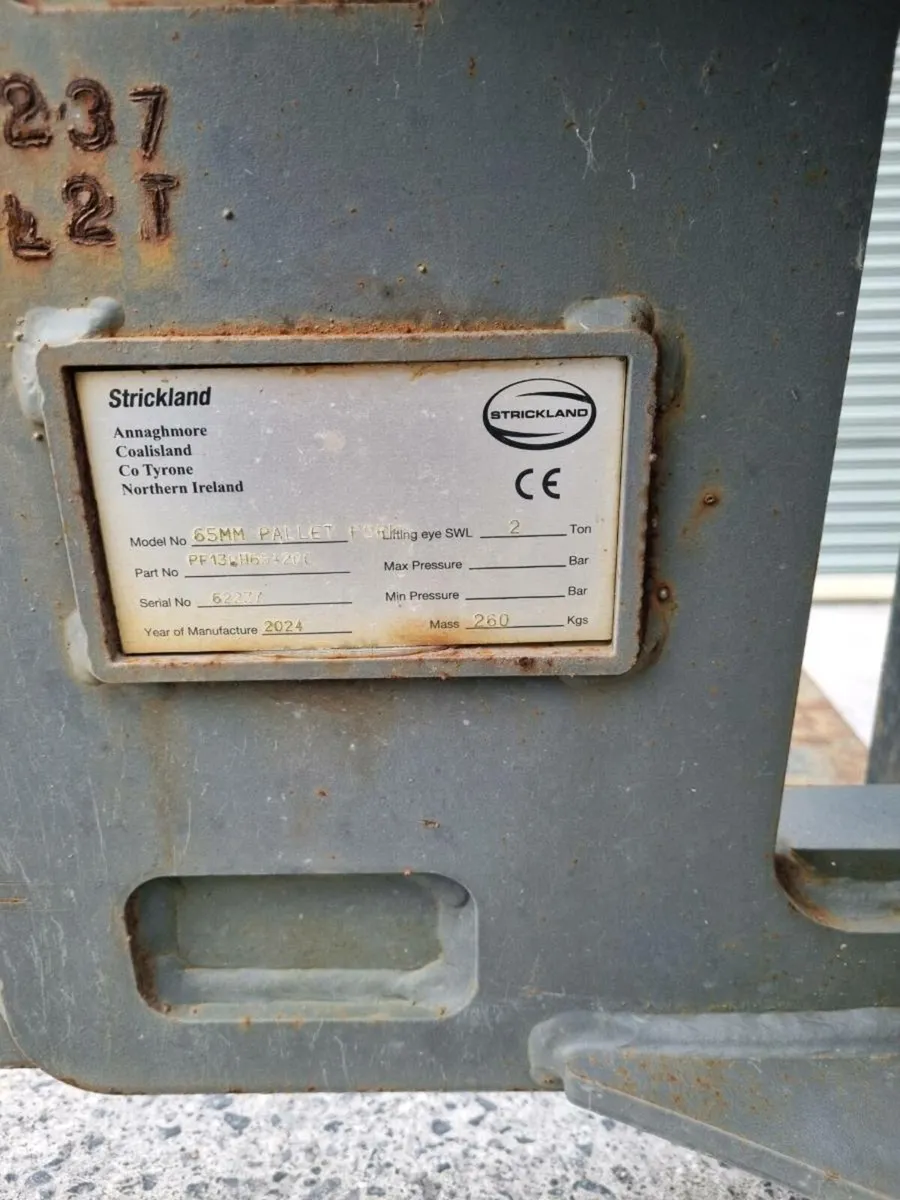 237
L2T
Strickland
STRICKLAND
Annaghmore
Coalisland
Co Tyrone
Northern Ireland
CE
Model No 65MM PALLET Lifting eye SWL 2 Ton
Part No Max Pressure Bar
Serial No Min Pressure Bar
Year of Manufacture 2024 Mass 260 Kgs